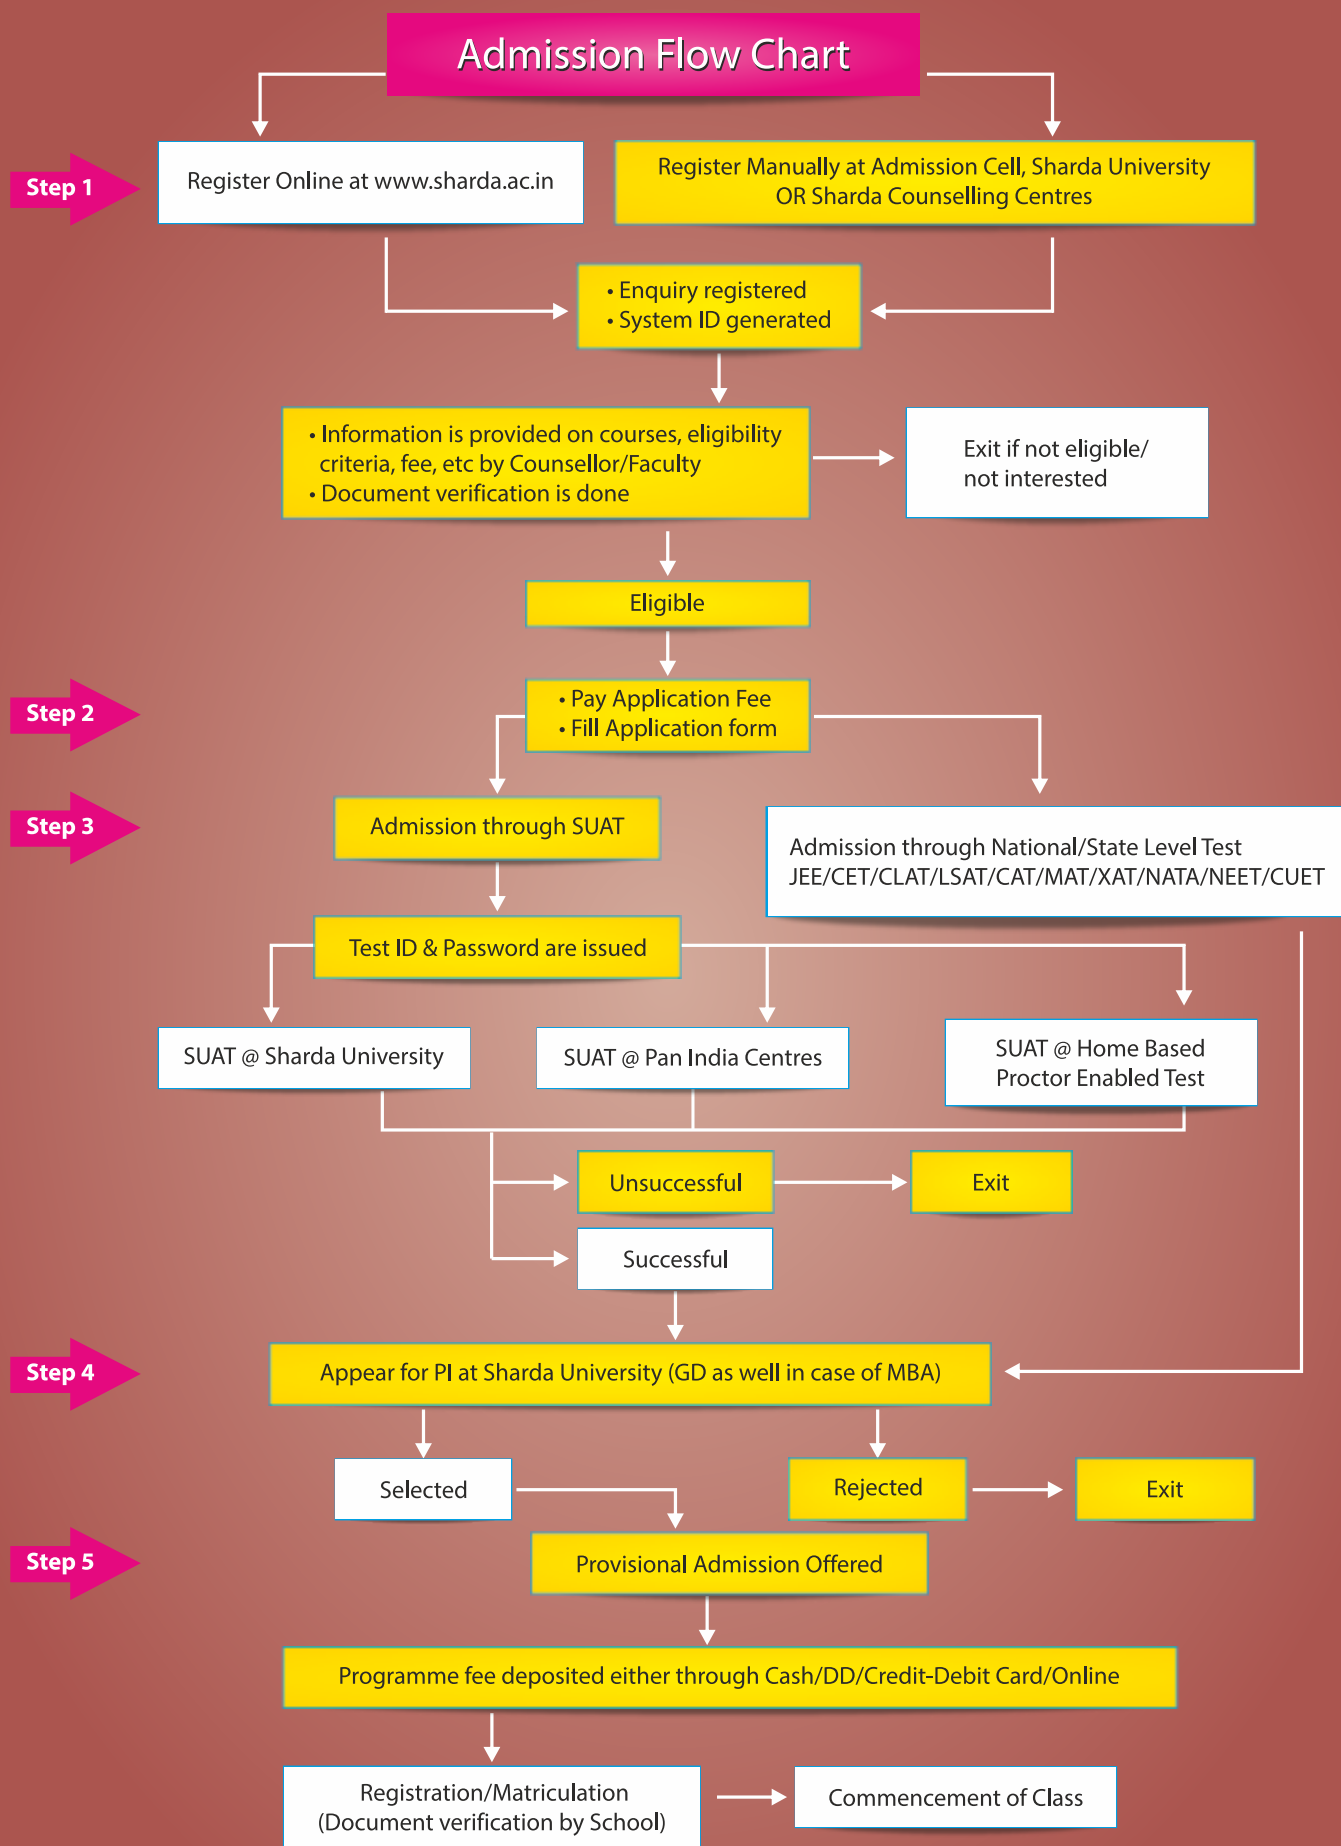 Admission Flow Chart
Step 1
Register Online at www.sharda.ac.in
Register Manually at Admission Cell, Sharda University
OR Sharda Counselling Centres
• Enquiry registered
• System ID generated
• Information is provided on courses, eligibility
criteria, fee, etc by Counsellor/Faculty
• Document verification is done
Exit if not eligible/
not interested
Eligible
Step 2
• Pay Application Fee
• Fill Application form
Step 3
Admission through SUAT
Admission through National/State Level Test
JEE/CET/CLAT/LSAT/CAT/MAT/XAT/NATA/NEET/CUET
Test ID & Password are issued
SUAT @ Sharda University
SUAT @ Pan India Centres
SUAT @ Home Based
Proctor Enabled Test
Unsuccessful
Exit
Successful
Step 4
Appear for PI at Sharda University (GD as well in case of MBA)
Selected
Rejected
Exit
Step 5
Provisional Admission Offered
Programme fee deposited either through Cash/DD/Credit-Debit Card/Online
Registration/Matriculation
(Document verification by School)
Commencement of Class